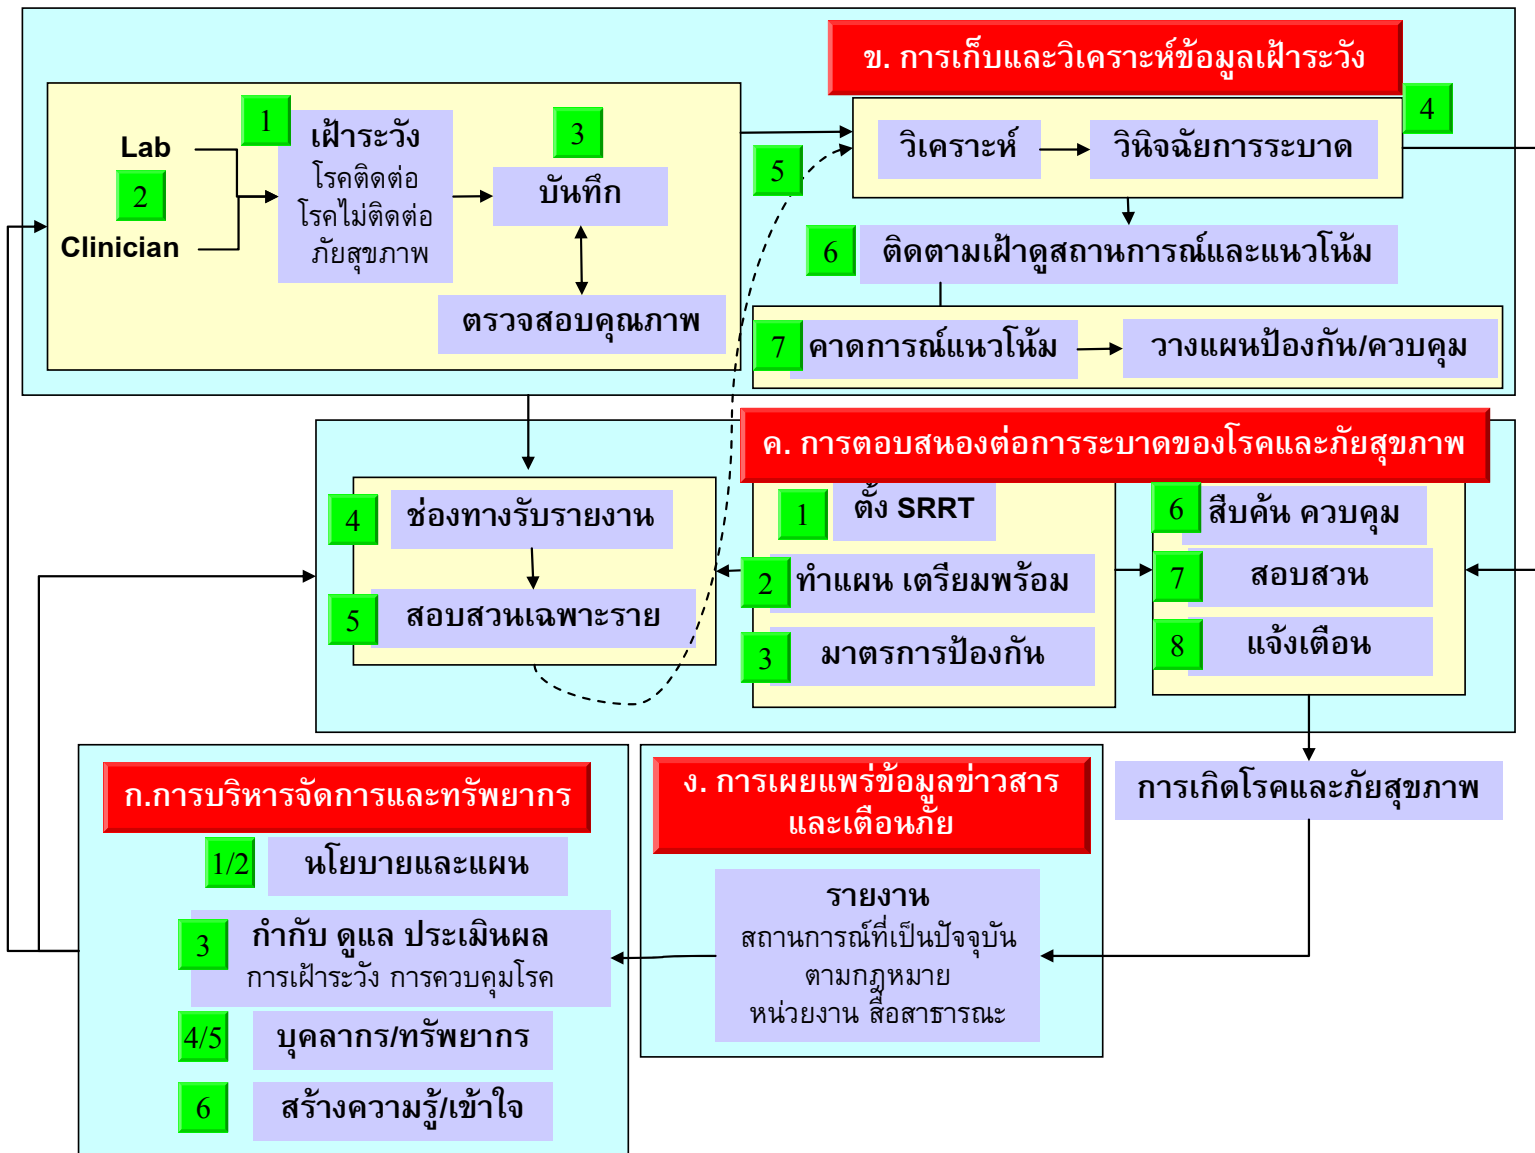 ข. การเก็บและวิเคราะห์ข้อมูลเฝ้าระวัง
1
เฝ้าระวัง
โรคติดต่อ
โรคไม่ติดต่อ
ภัยสุขภาพ
Lab
2
Clinician
3
บันทึก
ตรวจสอบคุณภาพ
4
วิเคราะห์
วินิจฉัยการระบาด
5
6
ติดตามเฝ้าดูสถานการณ์และแนวโน้ม
7
คาดการณ์แนวโน้ม
วางแผนป้องกัน/ควบคุม
ค. การตอบสนองต่อการระบาดของโรคและภัยสุขภาพ
4
ช่องทางรับรายงาน
5
สอบสวนเฉพาะราย
1
ตั้ง SRRT
2
ทำแผน เตรียมพร้อม
3
มาตรการป้องกัน
6
สืบค้น ควบคุม
7
สอบสวน
8
แจ้งเตือน
ก.การบริหารจัดการและทรัพยากร
1/2
นโยบายและแผน
3
กำกับ ดูแล ประเมินผล
การเฝ้าระวัง การควบคุมโรค
4/5
บุคลากร/ทรัพยากร
6
สร้างความรู้/เข้าใจ
ง. การเผยแพร่ข้อมูลข่าวสาร
และเตือนภัย
รายงาน
สถานการณ์ที่เป็นปัจจุบัน
ตามกฎหมาย
หน่วยงาน สื่อสาธารณะ
การเกิดโรคและภัยสุขภาพ